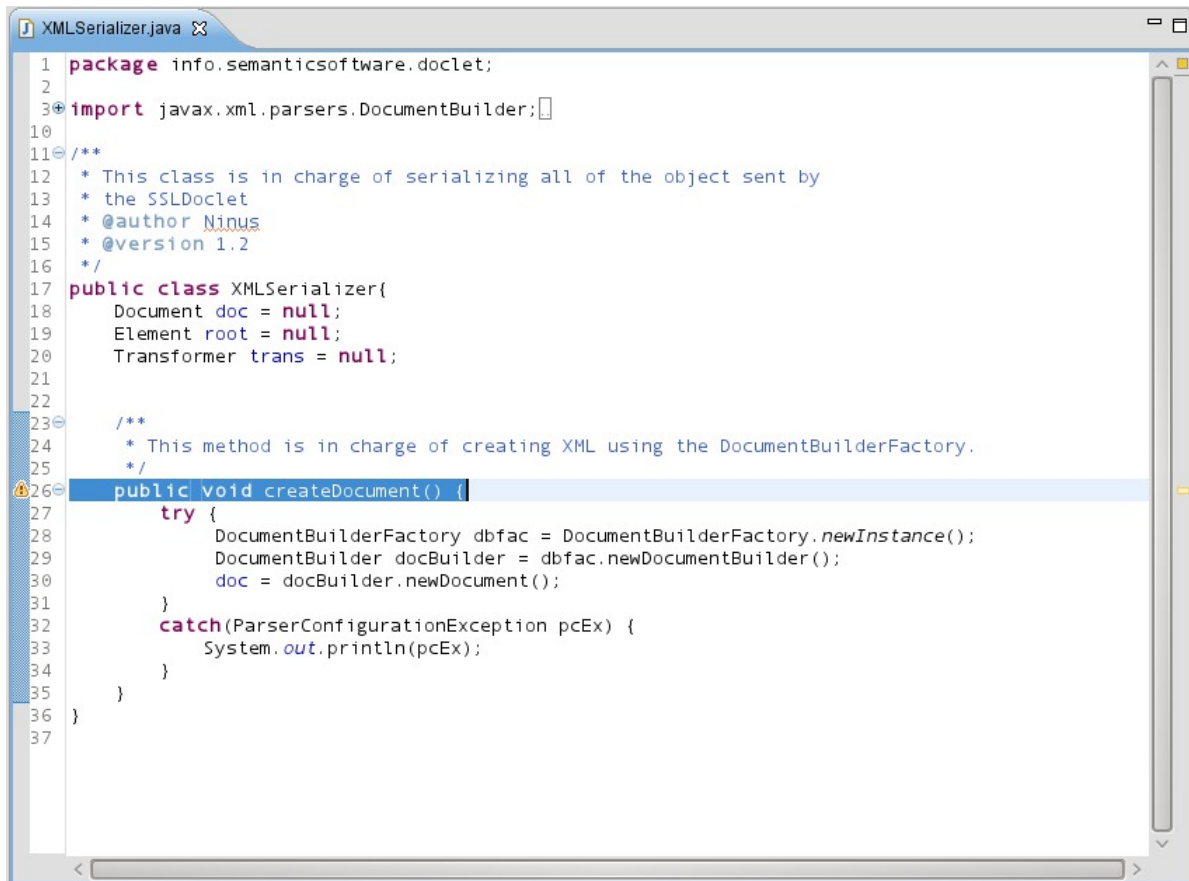 XMLSerializer.java
1 package info.semanticsoftware.doclet;
2
3 import javax.xml.parsers.DocumentBuilder;
10
11 /**
12  * This class is in charge of serializing all of the object sent by
13  * the SSLDoclet
14  * @author Ninus
15  * @version 1.2
16  */
17 public class XMLSerializer{
18     Document doc = null;
19     Element root = null;
20     Transformer trans = null;
21
22
23     /**
24      * This method is in charge of creating XML using the DocumentBuilderFactory.
25      */
26     public void createDocument() {
27         try {
28              DocumentBuilderFactory dbfac = DocumentBuilderFactory.newInstance();
29              DocumentBuilder docBuilder = dbfac.newDocumentBuilder();
30              doc = docBuilder.newDocument();
31         }
32         catch(ParserConfigurationException pcEx) {
33             System.out.println(pcEx);
34         }
35     }
36 }
37